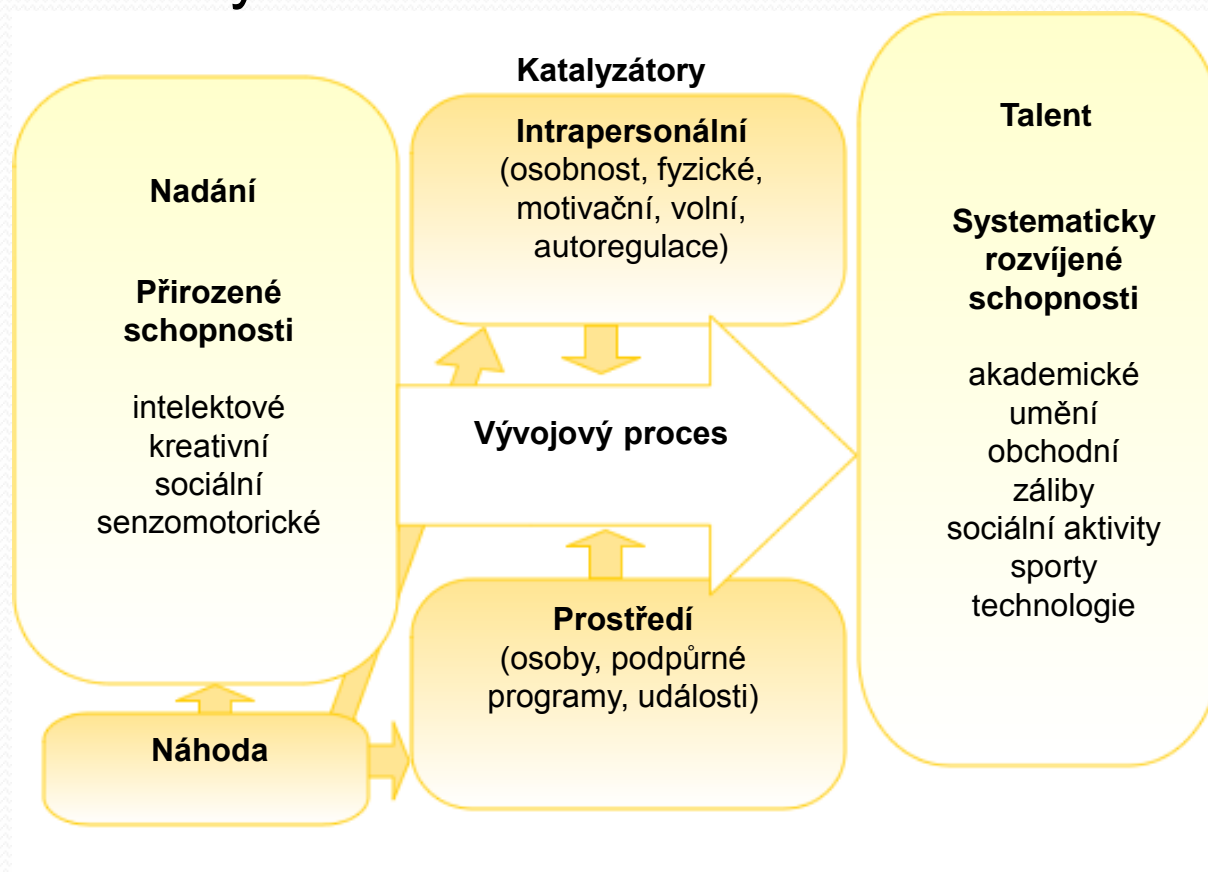 Katalyzátory
Nadání
Přirozené
schopnosti
intelektové
kreativní
sociální
senzomotorické
Intrapersonální
(osobnost, fyzické,
motivační, volní,
autoregulace)
Vývojový proces
Prostředí
(osoby, podpůrné
programy, události)
Náhoda
Talent
Systematicky
rozvíjené
schopnosti
akademické
umění
obchodní
záliby
sociální aktivity
sporty
technologie